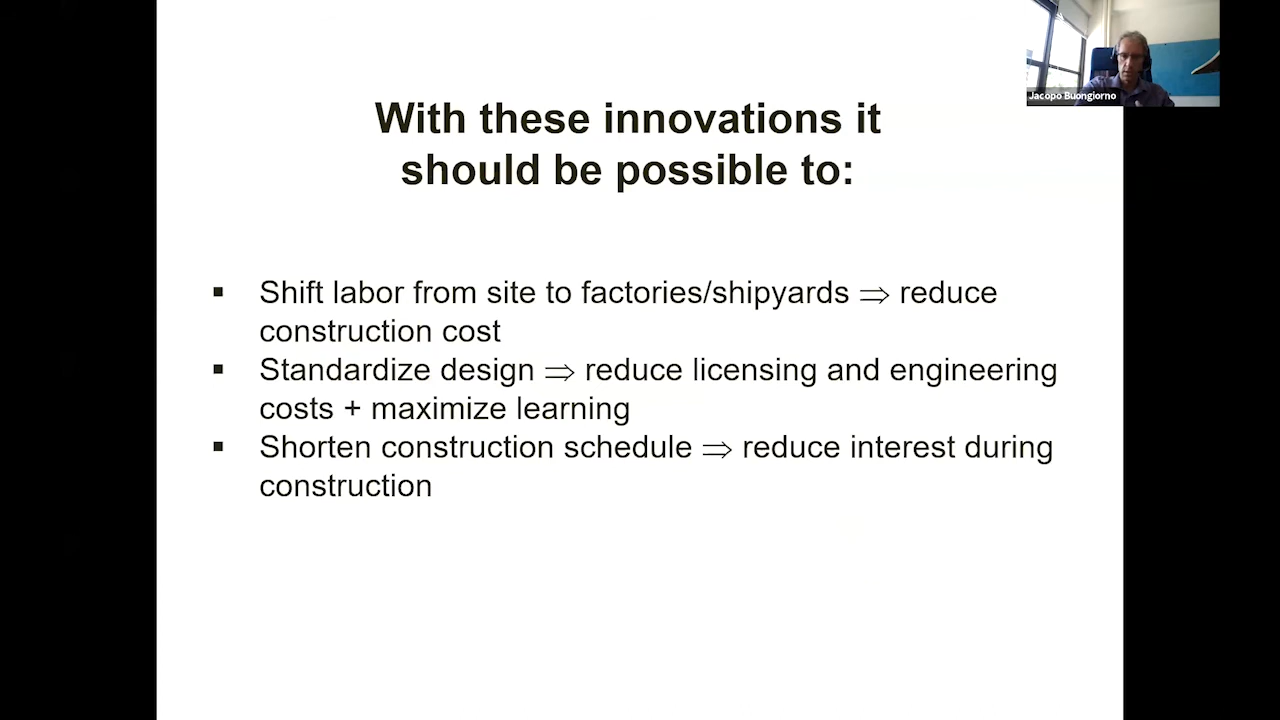 Jacopo Buongiorno
With these innovations it
should be possible to:
▪ Shift labor from site to factories/shipyards ⇒ reduce
construction cost
▪ Standardize design ⇒ reduce licensing and engineering
costs + maximize learning
▪ Shorten construction schedule ⇒ reduce interest during
construction